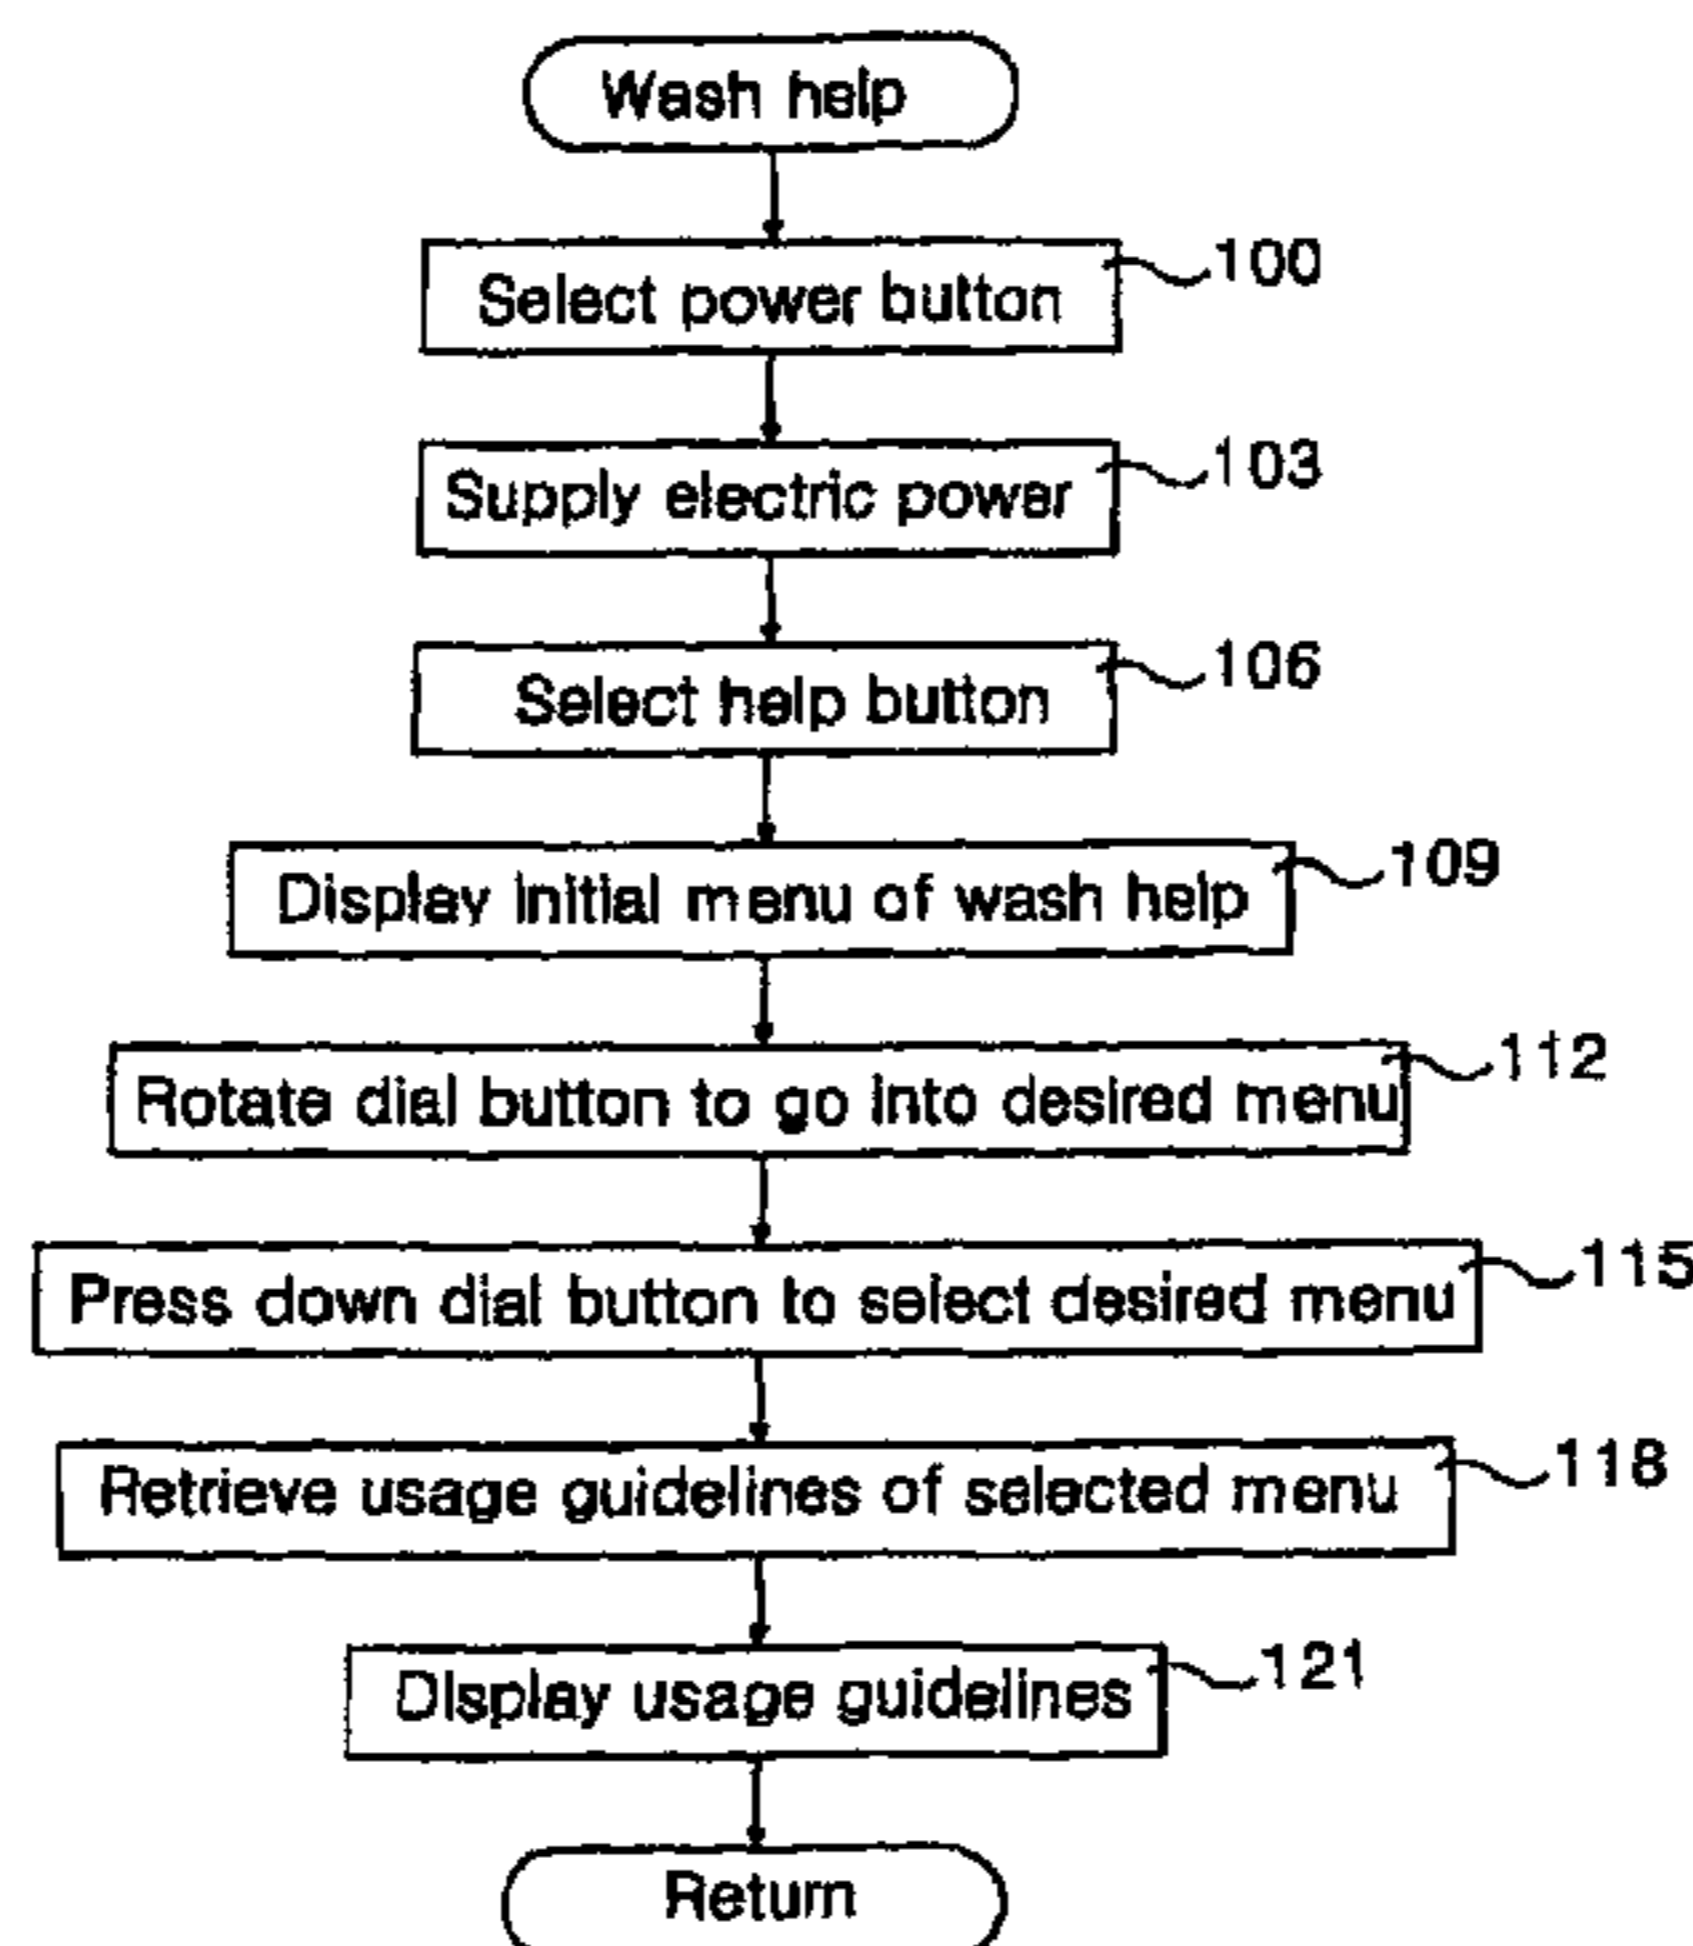 Wash help
Select power button
100
Supply electric power
103
Select help button
106
Display initial menu of wash help
109
Rotate dial button to go into desired menu
112
Press down dial button to select desired menu
115
Retrieve usage guidelines of selected menu
118
Display usage guidelines
121
Return